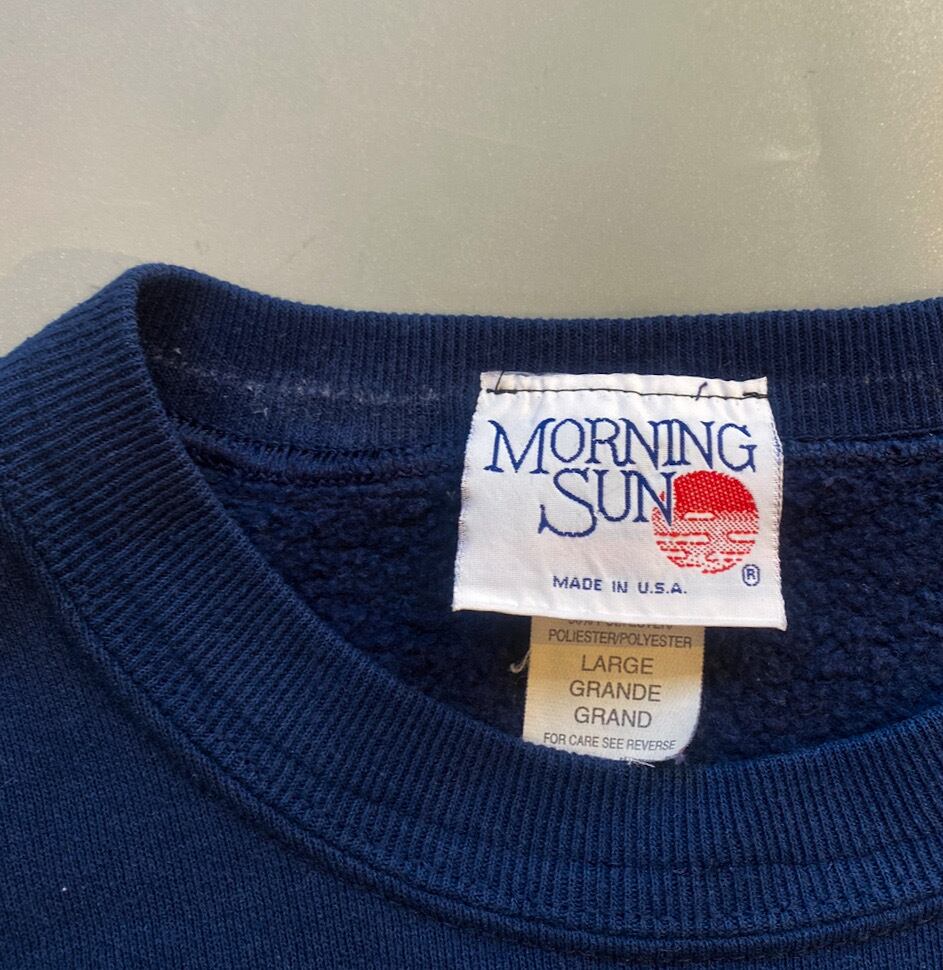 MORNING
SUN
®
MADE IN U.S.A.
POLIESTER/POLYESTER
LARGE
GRANDE
GRAND
FOR CARE SEE REVERSE